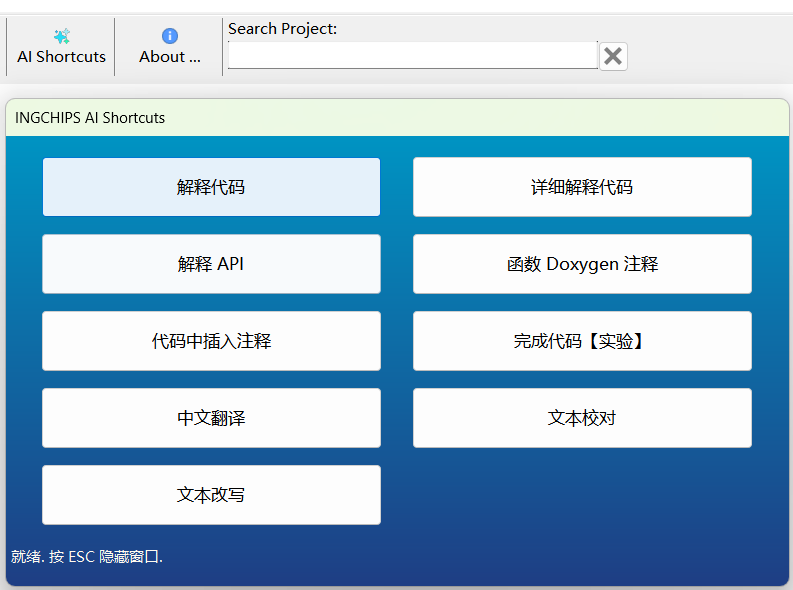 Search Project:
AI Shortcuts
About ...
INGCHIPS AI Shortcuts
解释代码
详细解释代码
解释 API
函数 Doxygen 注释
代码中插入注释
完成代码【实验】
中文翻译
文本校对
文本改写
就绪. 按 ESC 隐藏窗口.